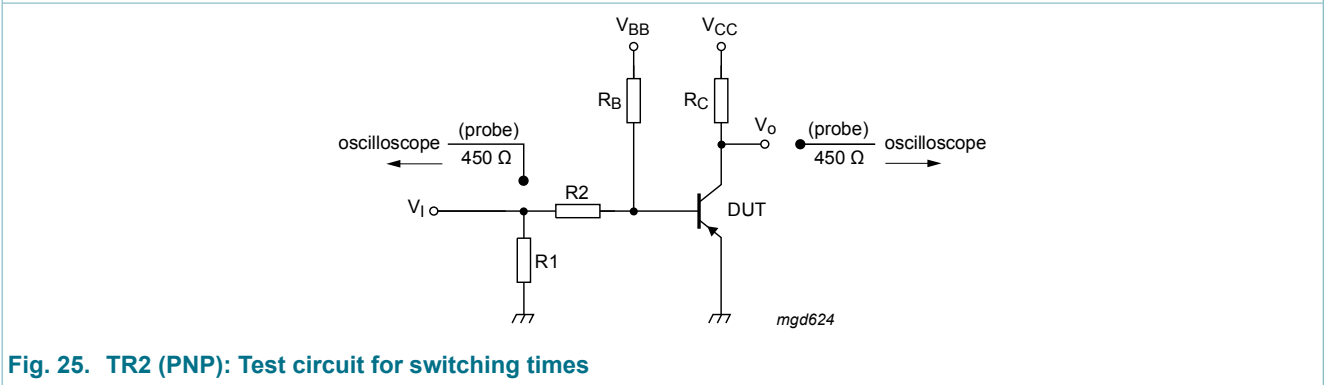 VBB
VCC
RB
RC
Vo
oscilloscope
(probe)
450 Ω
(probe)
450 Ω
oscilloscope
VI
R2
DUT
R1
mgd624
Fig. 25. TR2 (PNP): Test circuit for switching times